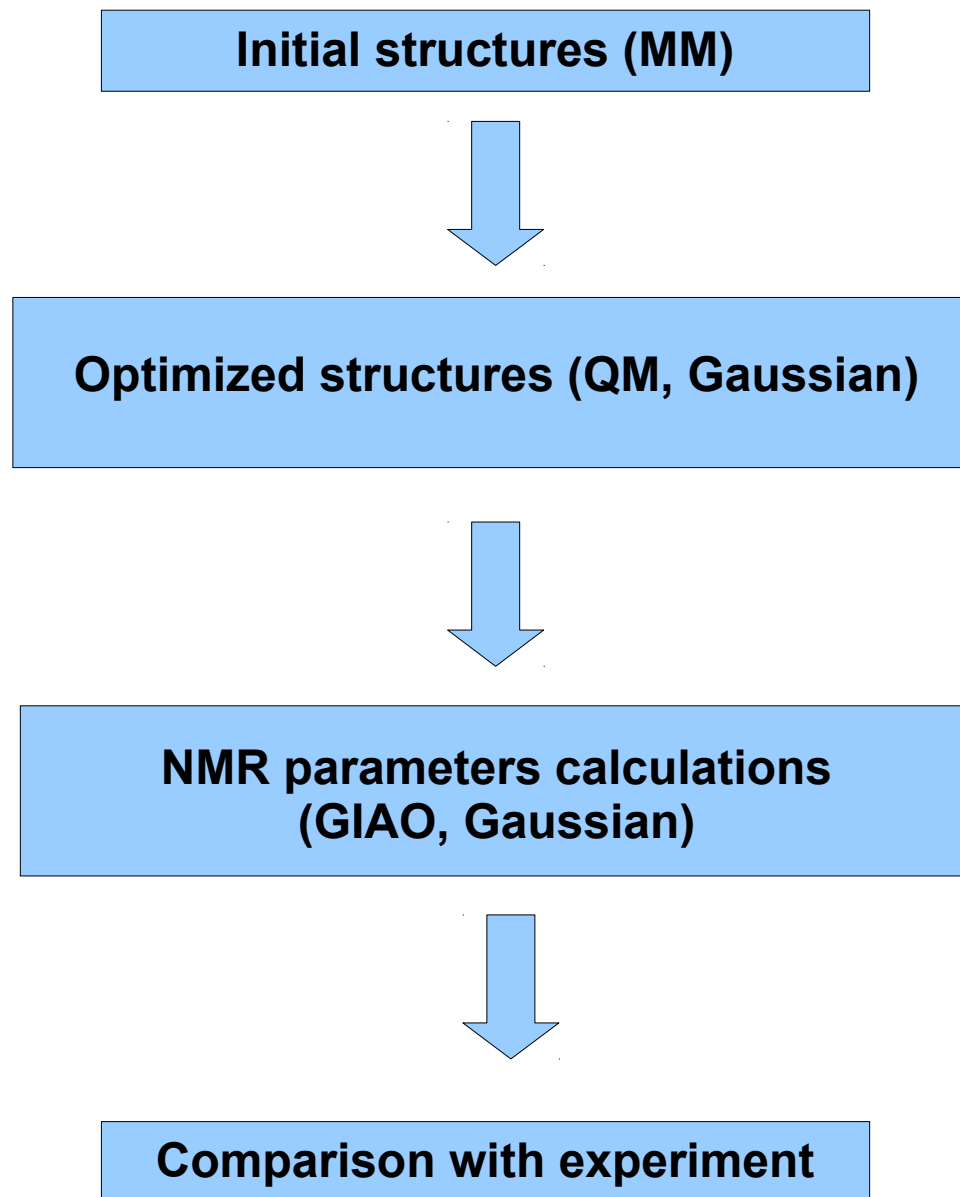 Initial structures (MM)
Optimized structures (QM, Gaussian)
NMR parameters calculations
(GIAO, Gaussian)
Comparison with experiment